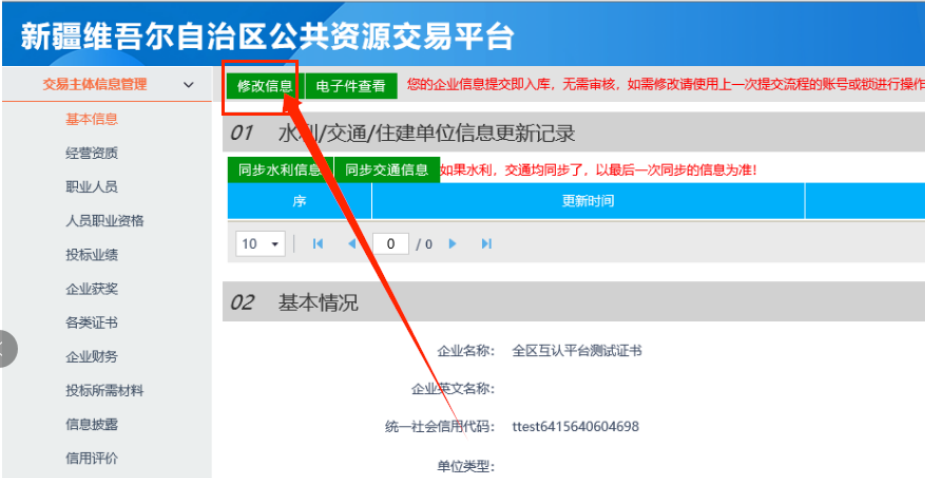 新疆维吾尔自治区公共资源交易平台
交易主体信息管理
基本信息
经营资质
职业人员
人员职业资格
投标业绩
企业获奖
各类证书
企业财务
投标所需材料
信息披露
信用评价
修改信息 电子件查看 您的企业信息提交即入库，无需审核，如需修改请使用上一次提交流程的账号或锁进行操作
01 水利/交通/住建单位信息更新记录
同步水利信息 同步交通信息 如果水利，交通均同步了，以最后一次同步的信息为准!
序 更新时间
10 0 / 0
02 基本情况
企业名称： 全区互认平台测试证书
企业英文名称：
统一社会信用代码： ttest6415640604698
单位类型：